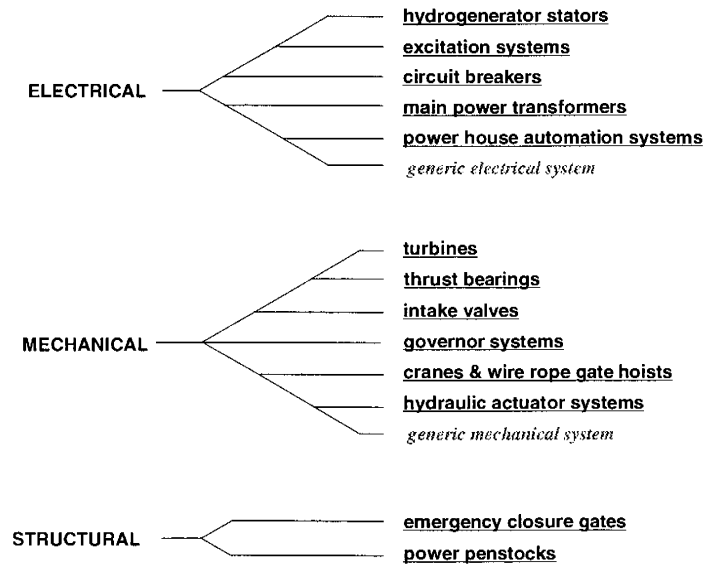 hydrogenerator stators
excitation systems
circuit breakers
ELECTRICAL
main power transformers
power house automation systems
generic electrical system
turbines
thrust bearings
intake valves
MECHANICAL
governor systems
cranes & wire rope gate hoists
hydraulic actuator systems
generic mechanical system
emergency closure gates
STRUCTURAL
power penstocks